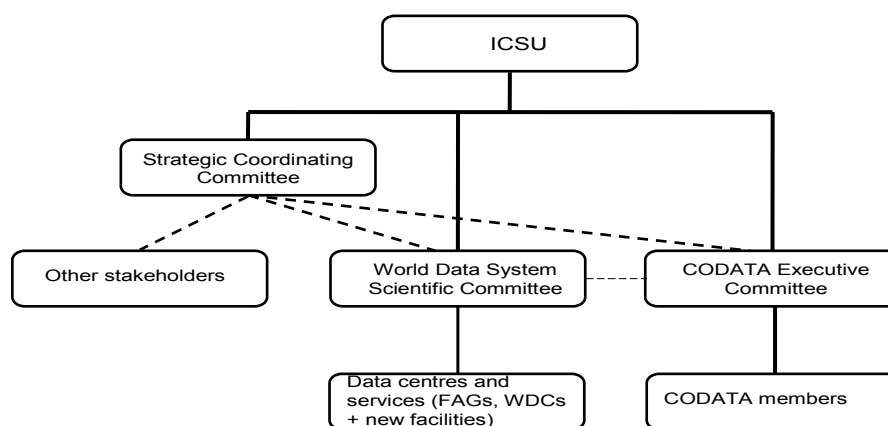 ICSU
Strategic Coordinating
Committee
Other stakeholders
World Data System
Scientific Committee
CODATA Executive
Committee
Data centres and
services (FAGs, WDCs
+ new facilities)
CODATA members